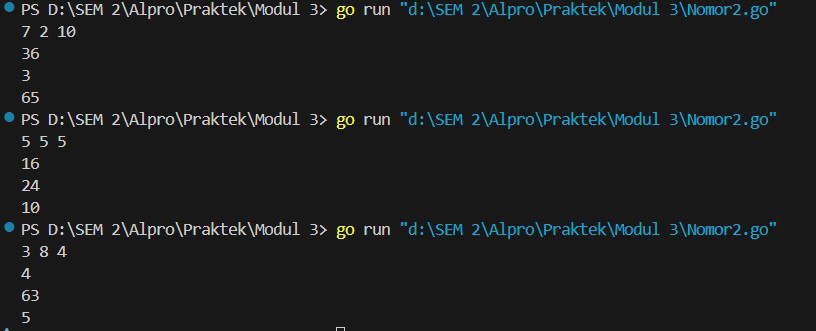 PS D:\SEM 2\Alpro\Praktek\Modul 3> go run "d:\SEM 2\Alpro\Praktek\Modul 3\Nomor2.go"
7 2 10
36
3
65
PS D:\SEM 2\Alpro\Praktek\Modul 3> go run "d:\SEM 2\Alpro\Praktek\Modul 3\Nomor2.go"
5 5 5
16
24
10
PS D:\SEM 2\Alpro\Praktek\Modul 3> go run "d:\SEM 2\Alpro\Praktek\Modul 3\Nomor2.go"
3 8 4
4
63
5